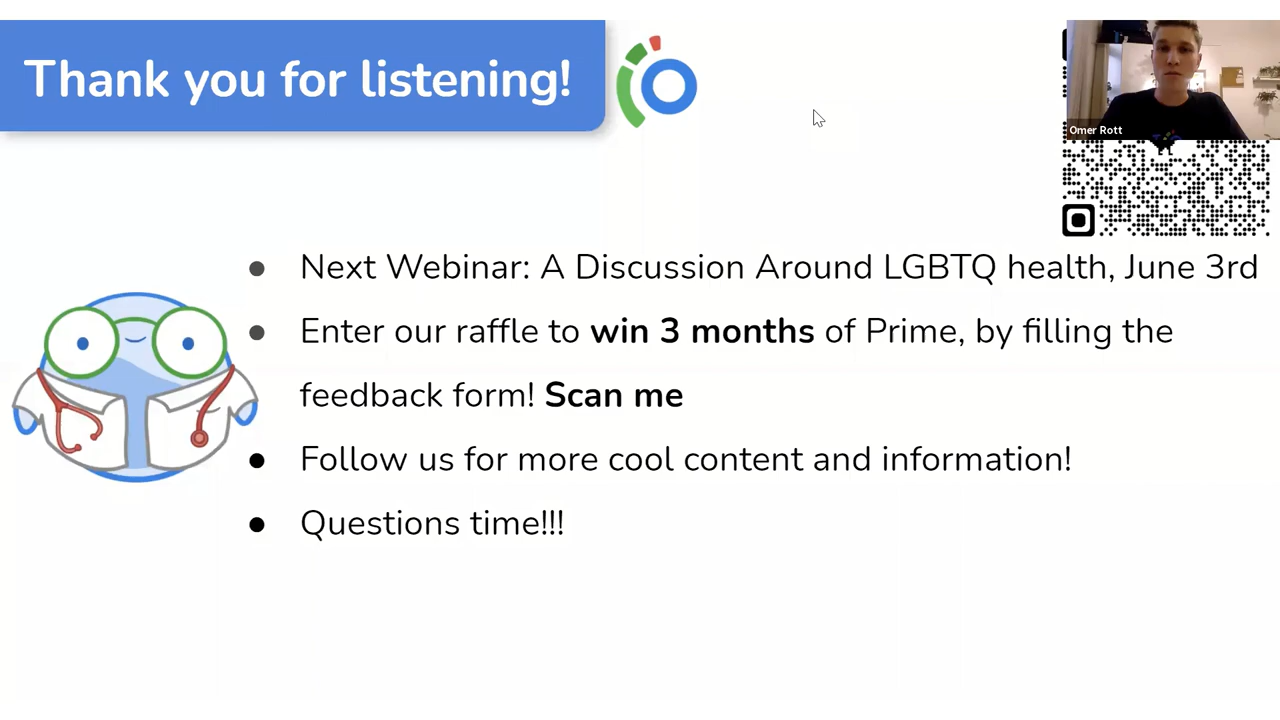 Thank you for listening!
Omer Rott
● Next Webinar: A Discussion Around LGBTQ health, June 3rd
● Enter our raffle to win 3 months of Prime, by filling the
feedback form! Scan me
● Follow us for more cool content and information!
● Questions time!!!